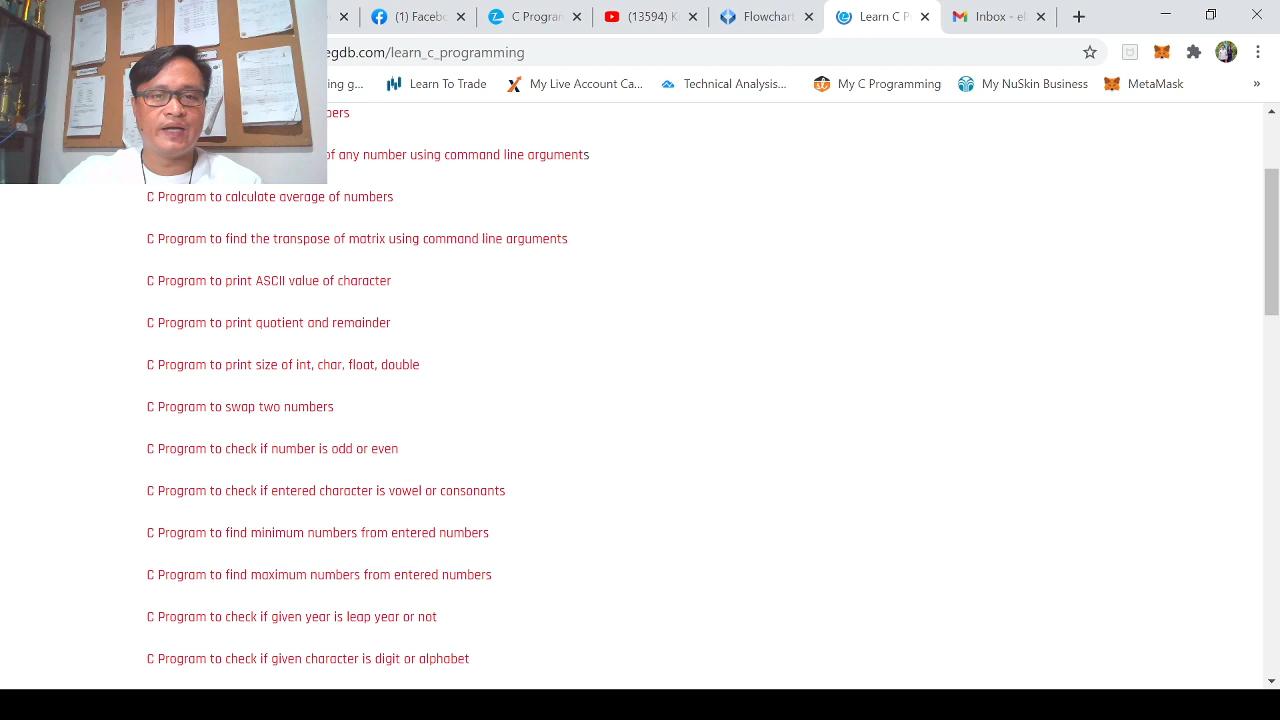 (1) Faceb
C Progran
(13594) K
Flowchart
Learn C P
Inbox - el
egdb.com/learn_c_programming
ing g...
Learn To Trade
My Live Account Ca...
Technical Analysis...
My C Programming
My NuSkin Business
MetaMask
»
bers
of any number using command line arguments
C Program to calculate average of numbers
C Program to find the transpose of matrix using command line arguments
C Program to print ASCII value of character
C Program to print quotient and remainder
C Program to print size of int, char, float, double
C Program to swap two numbers
C Program to check if number is odd or even
C Program to check if entered character is vowel or consonants
C Program to find minimum numbers from entered numbers
C Program to find maximum numbers from entered numbers
C Program to check if given year is leap year or not
C Program to check if given character is digit or alphabet